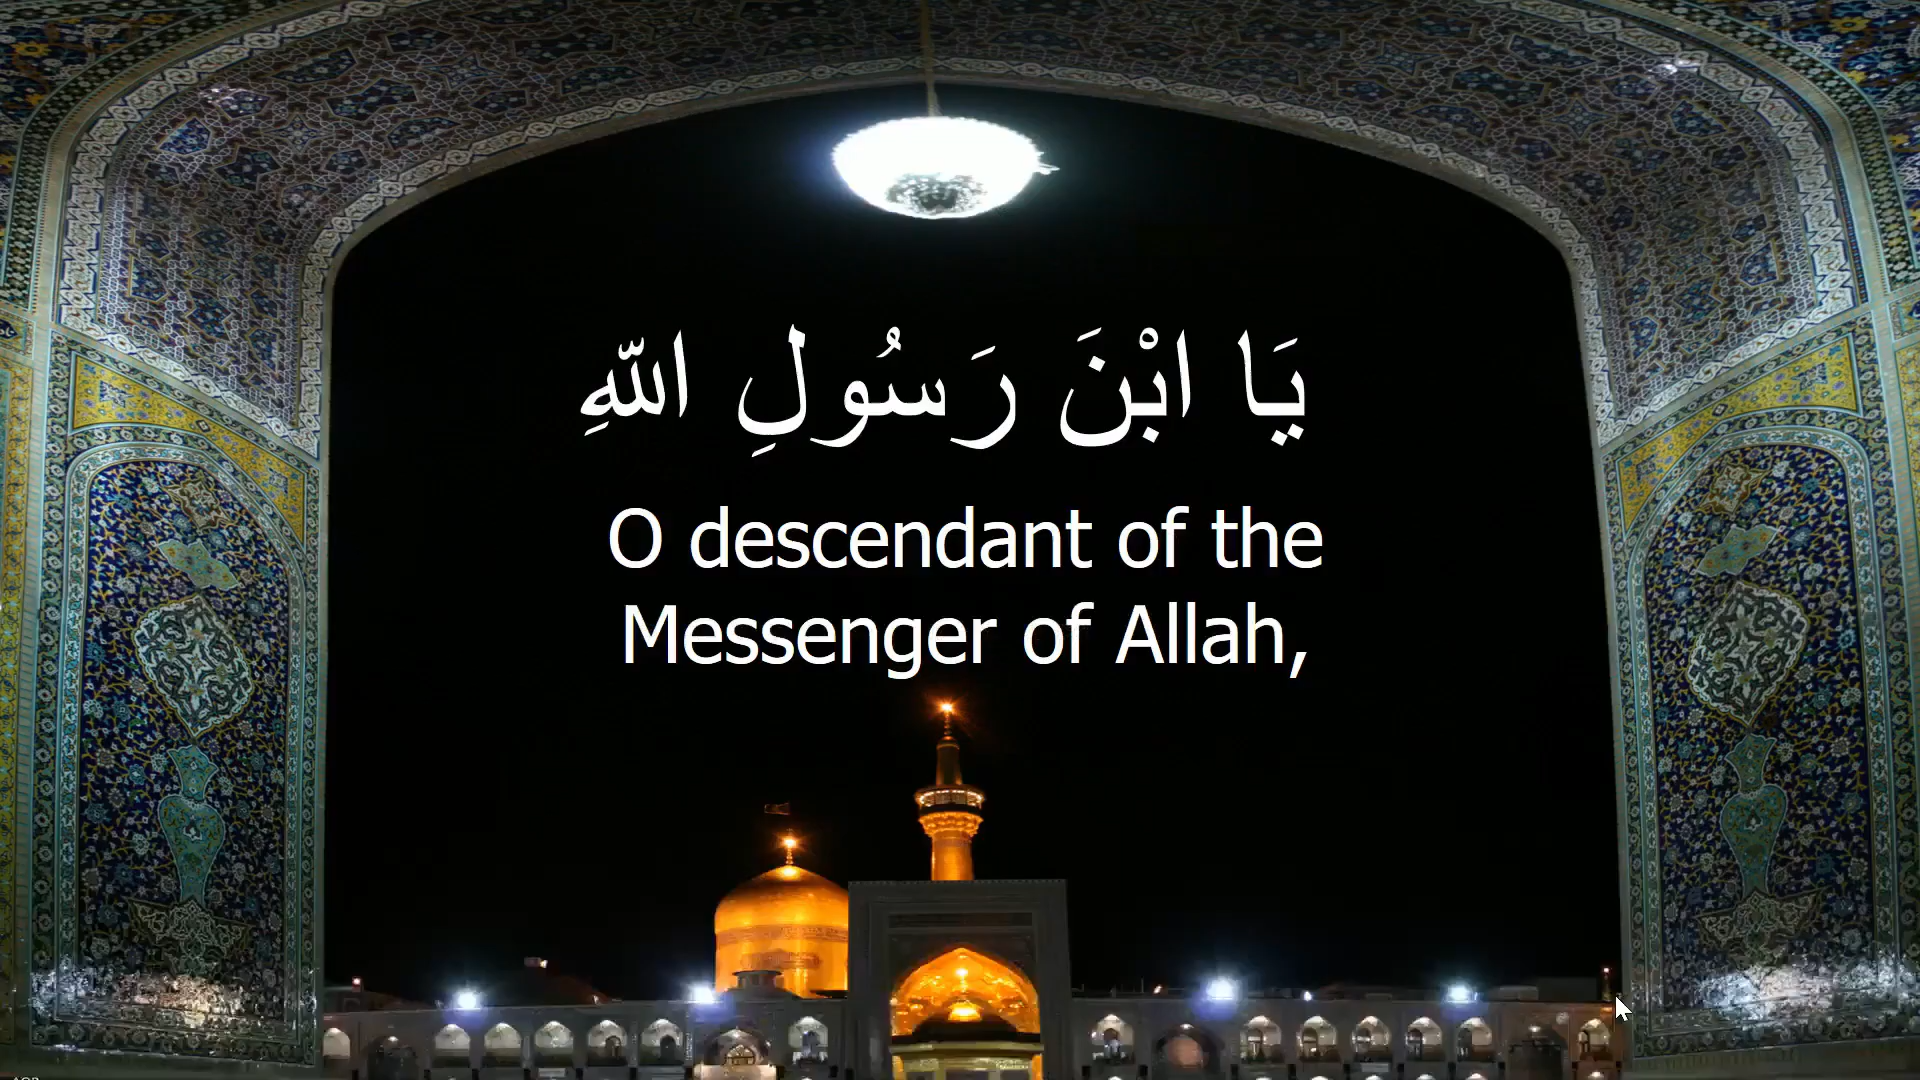 يَا ابْنَ رَسُولِ اللّهِ
O descendant of the
Messenger of Allah,